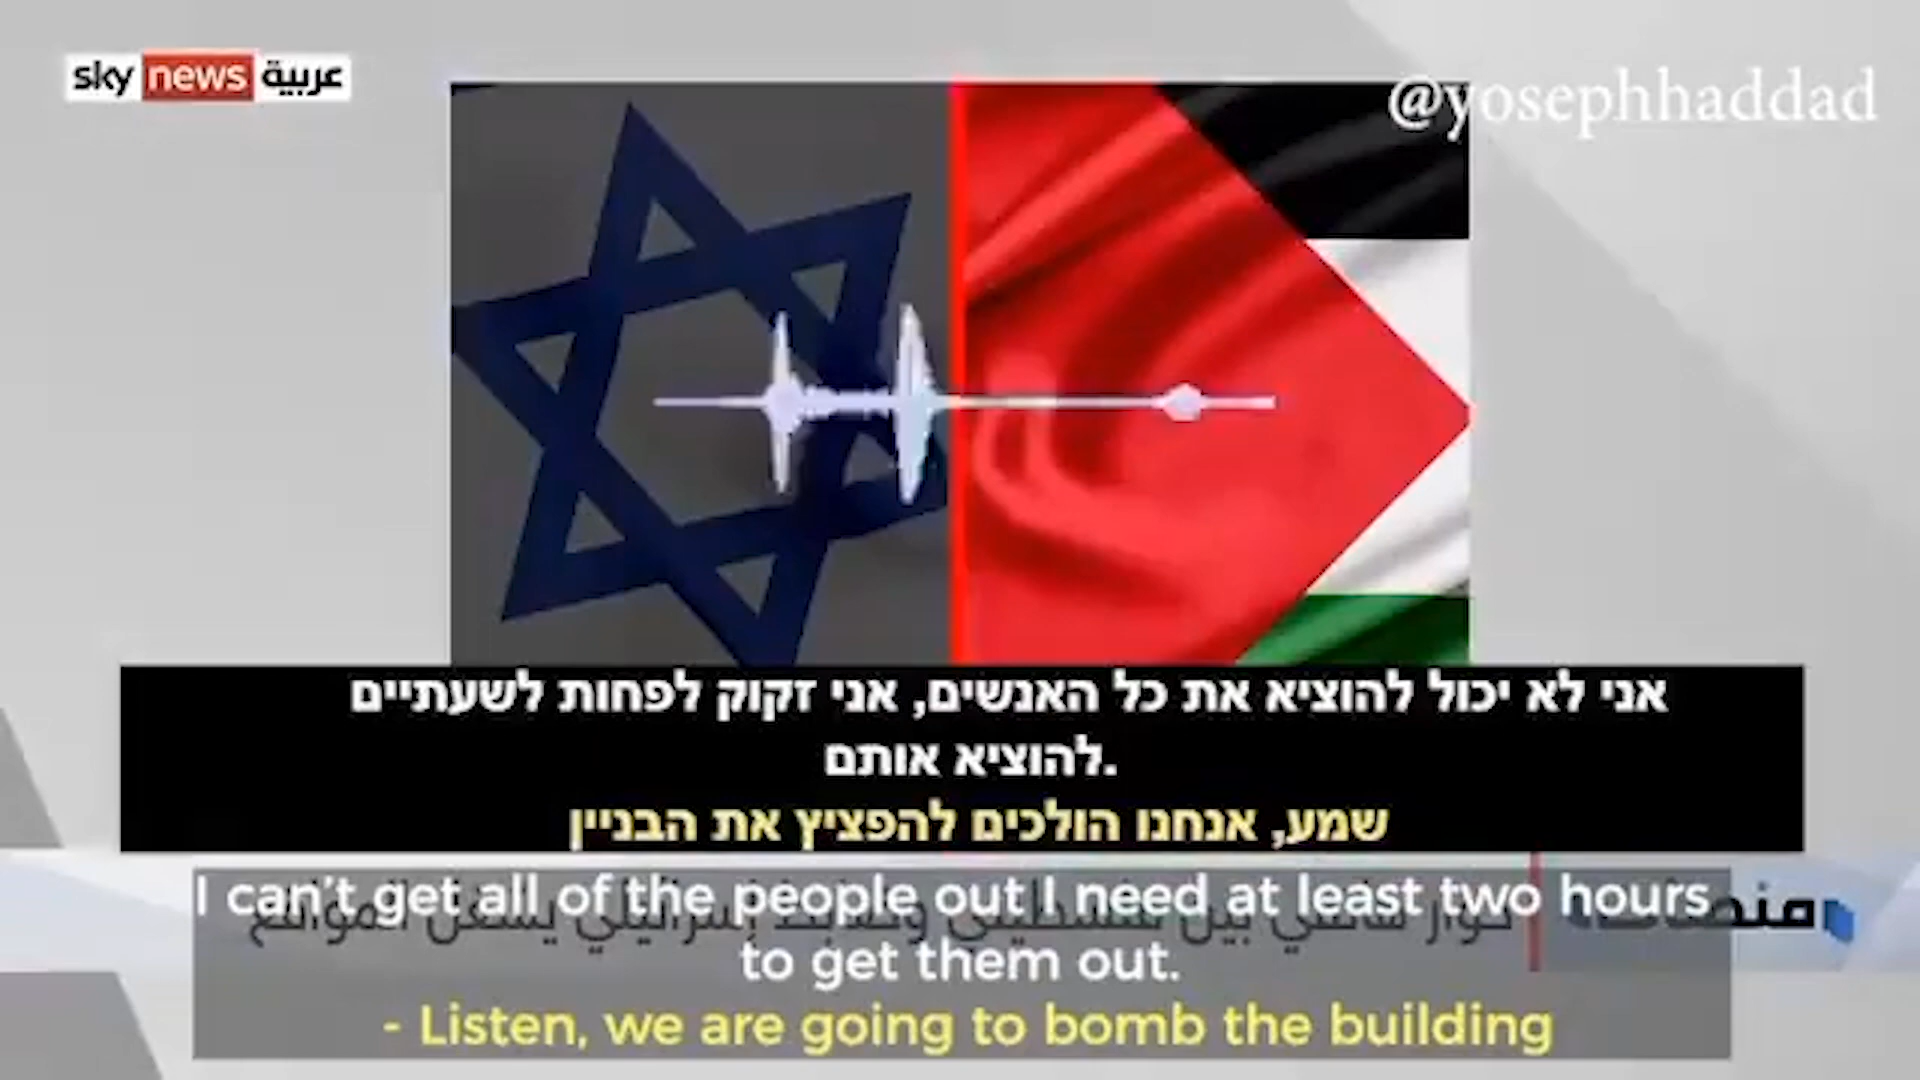 sky news عربية
@yosephhaddad
אני לא יכול להוציא את כל האנשים, אני זקוק לפחות לשעתיים
להוציא אותם.
שמע, אנחנו הולכים להפציץ את הבניין
I can't get all of the people out I need at least two hours
to get them out.
- Listen, we are going to bomb the building